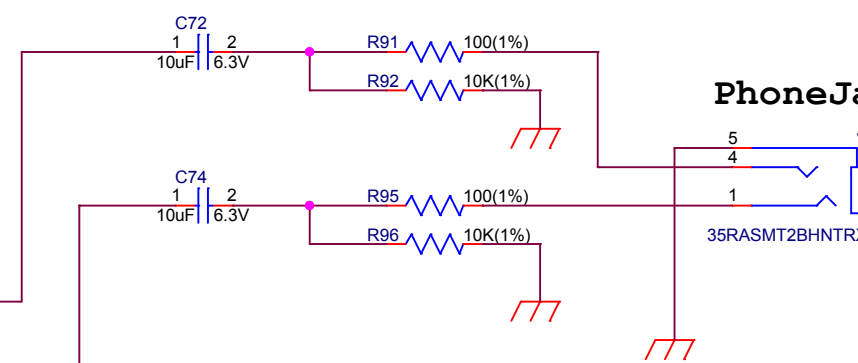 C72
1 2
10uF 6.3V
R91 100(1%)
R92 10K(1%)
PhoneJa
5
4
C74
1 2
10uF 6.3V
R95 100(1%)
1
R96 10K(1%)
35RASMT2BHNTR